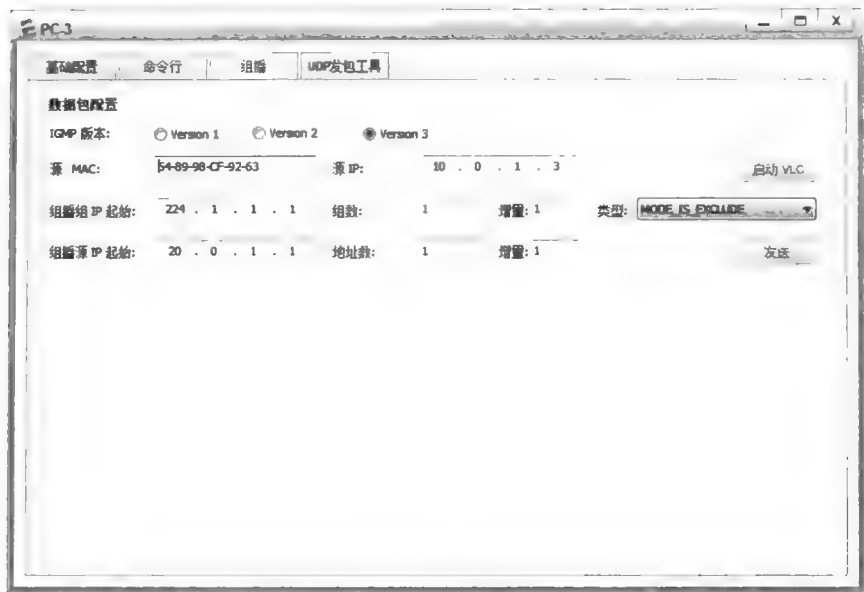 PC-3
基础配置 命令行 组播 UDP发包工具
数据包配置
IGMP 版本: Version 1 Version 2 Version 3
源 MAC: 54-89-98-CF-92-63 源 IP: 10 . 0 . 1 . 3 启动 VLC
组播组 IP 起始: 224 . 1 . 1 . 1 组数: 1 增量: 1 类型: MODE_IS_EXCLUDE
组播源 IP 起始: 20 . 0 . 1 . 1 地址数: 1 增量: 1 发送